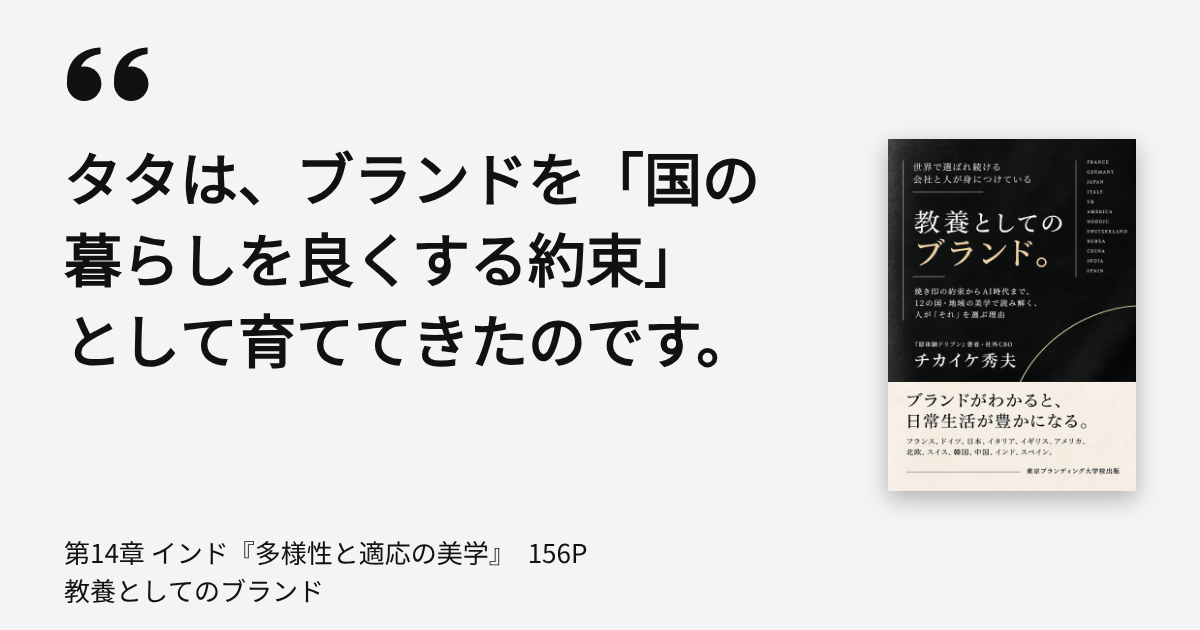 “
タタは、ブランドを「国の
暮らしを良くする約束」
として育ててきたのです。
第14章 インド『多様性と適応の美学』 156P
教養としてのブランド
世界で選ばれ続ける
会社と人が身につけている
教養としての
ブランド。
焼き印の約束からAI時代まで。
12の国・地域の美学で読み解く、
人が「それ」を選ぶ理由
『原体験ドリブン』著者・社外CBO
チカイケ秀夫
FRANCE
GERMANY
JAPAN
ITALY
UK
AMERICA
NORDIC
SWITZERLAND
KOREA
CHINA
INDIA
SPAIN
ブランドがわかると、
日常生活が豊かになる。
フランス、ドイツ、日本、イタリア、イギリス、アメリカ、
北欧、スイス、韓国、中国、インド、スペイン。
東京ブランディング大学校出版